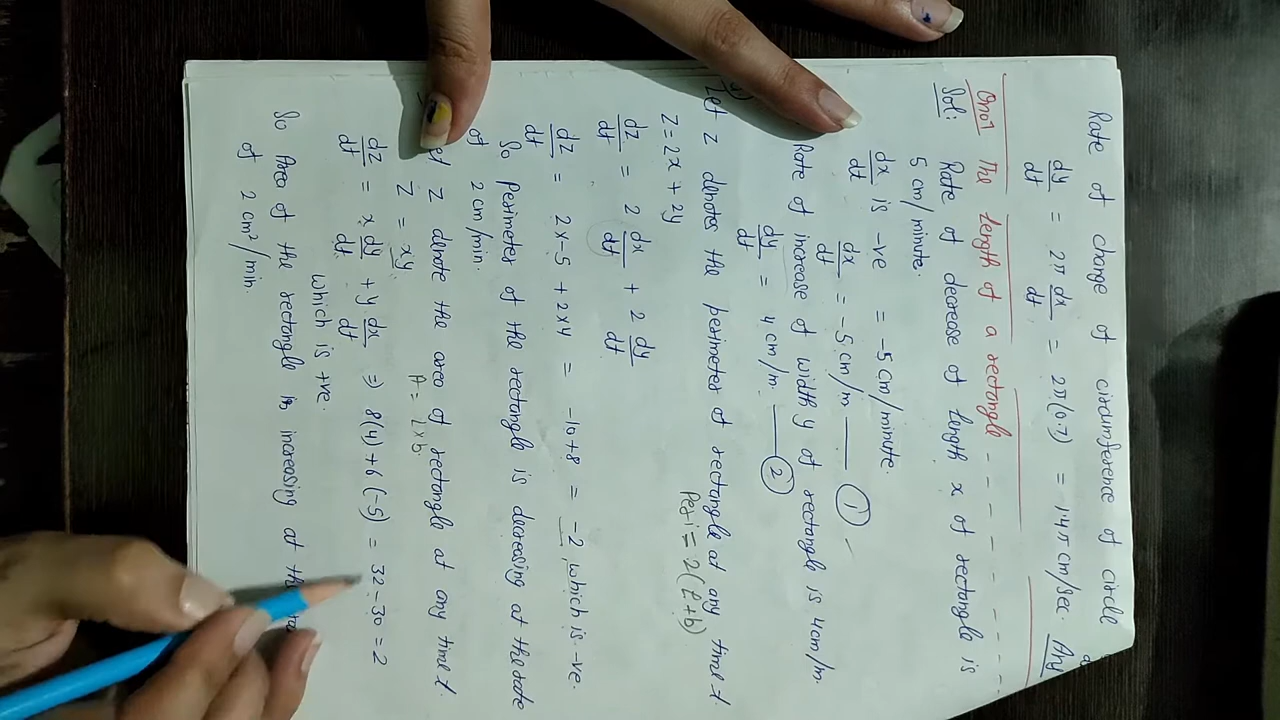 Rate of change of circumference of circle
dy/dt = 2π dx/dt = 2π(0.7) = 1.4π cm/sec. Any
Qno7 The length of a rectangle - - - - - - - -
Sol: Rate of decrease of length x of rectangle is
5 cm/minute.
dx/dt is -ve = -5 cm/minute.
dx/dt = -5 cm/m —— ①
Rate of increase of width y of rectangle is 4cm/m.
dy/dt = 4 cm/m. —— ②
Let z denotes the perimeter of rectangle at any time t
z = 2x + 2y
Peri = 2(l+b)
dz/dt = 2 dx/dt + 2 dy/dt
dz/dt = 2x-5 + 2x4 = -10+8 = -2, which is -ve.
So Perimeter of the rectangle is decreasing at the rate
of 2 cm/min.
z denote the area of rectangle at any time t.
Z = xy
A = l x b
dz/dt = x dy/dt + y dx/dt ⇒ 8(4)+6(-5) = 32-30 = 2
which is +ve.
So Area of the rectangle is increasing at
of 2 cm²/min.